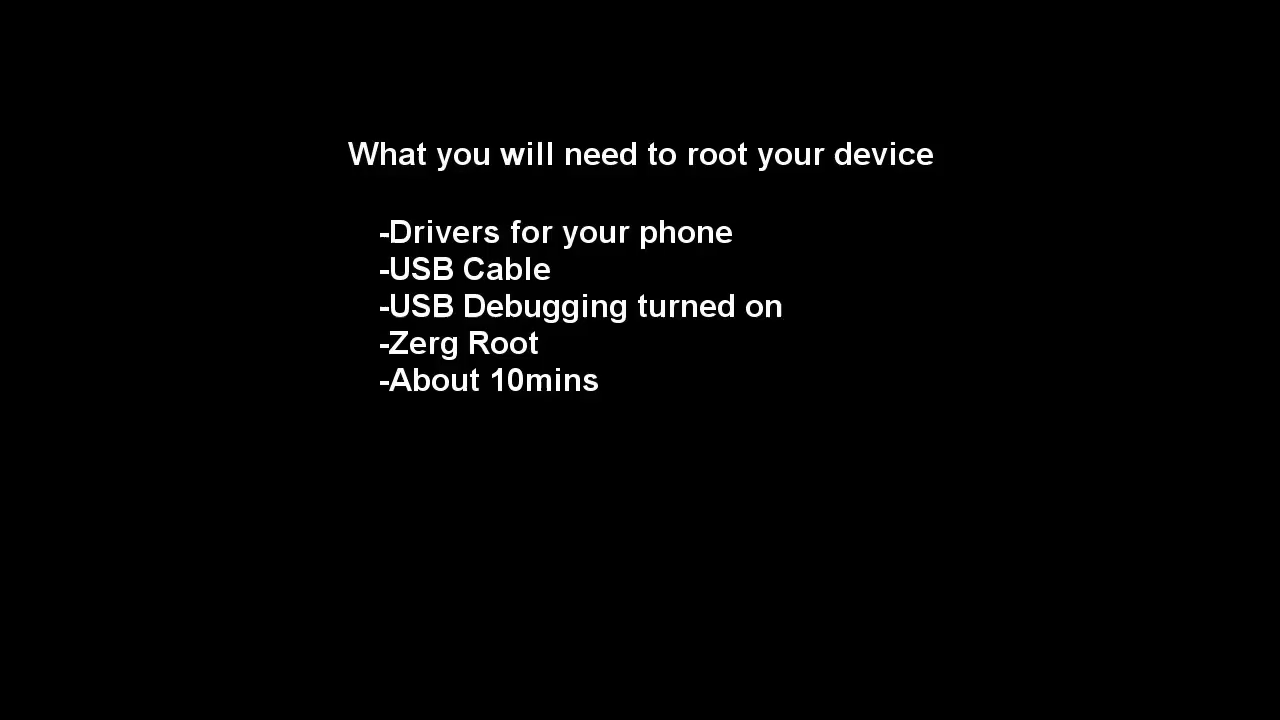 What you will need to root your device
-Drivers for your phone
-USB Cable
-USB Debugging turned on
-Zerg Root
-About 10mins